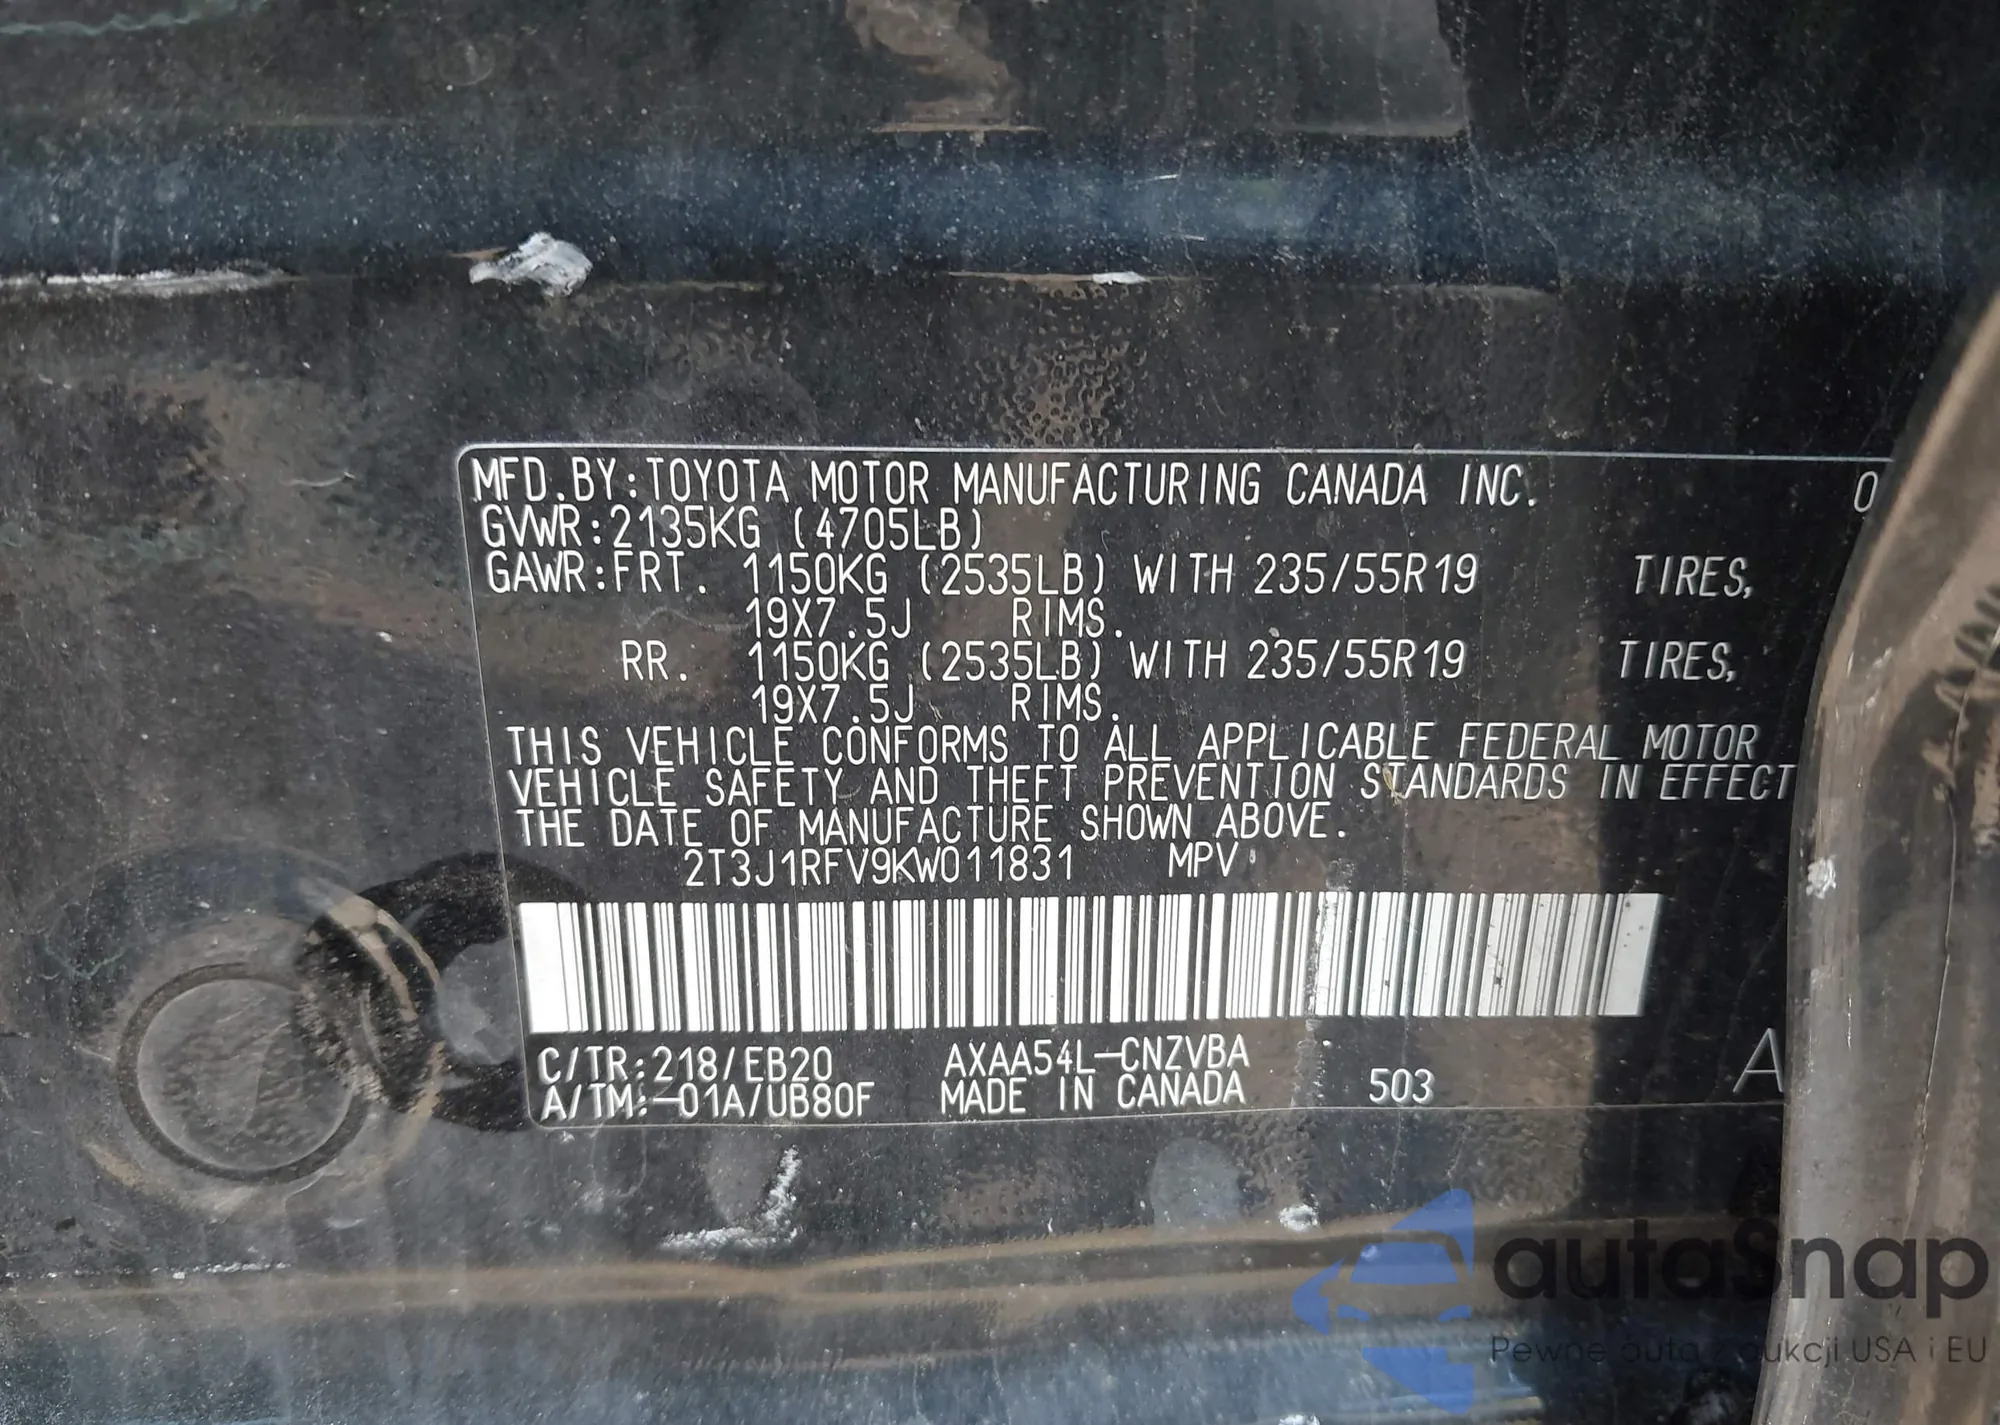 MFD.BY:TOYOTA MOTOR MANUFACTURING CANADA INC. 0
GVWR:2135KG (4705LB)
GAWR:FRT. 1150KG (2535LB) WITH 235/55R19 TIRES,
19X7.5J RIMS.
RR. 1150KG (2535LB) WITH 235/55R19 TIRES,
19X7.5J RIMS.
THIS VEHICLE CONFORMS TO ALL APPLICABLE FEDERAL MOTOR
VEHICLE SAFETY AND THEFT PREVENTION STANDARDS IN EFFECT
THE DATE OF MANUFACTURE SHOWN ABOVE.
2T3J1RFV9KW011831 MPV
C/TR:218/EB20 AXAA54L-CNZVBA
A/TM:-01A/UB80F MADE IN CANADA 503 A
autaSnap
Pewne auta z aukcji USA i EU